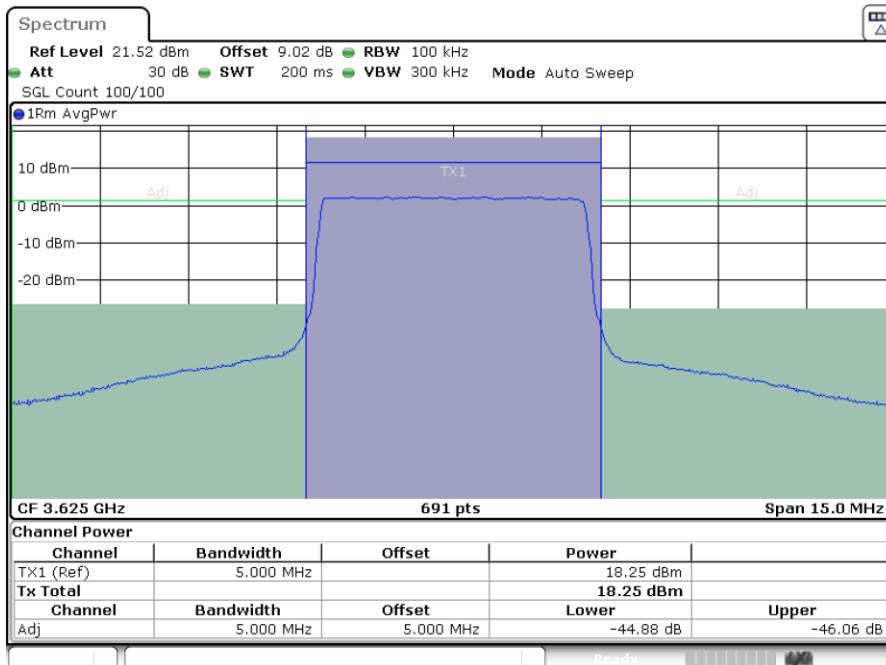 Spectrum
Ref Level 21.52 dBm Offset 9.02 dB RBW 100 kHz
Att 30 dB SWT 200 ms VBW 300 kHz Mode Auto Sweep
SGL Count 100/100
1Rm AvgPwr
10 dBm
TX1
Adj Adj
0 dBm
-10 dBm
-20 dBm
CF 3.625 GHz 691 pts Span 15.0 MHz
Channel Power
Channel Bandwidth Offset Power
TX1 (Ref) 5.000 MHz 18.25 dBm
Tx Total 18.25 dBm
Channel Bandwidth Offset Lower Upper
Adj 5.000 MHz 5.000 MHz -44.88 dB -46.06 dB
Ready